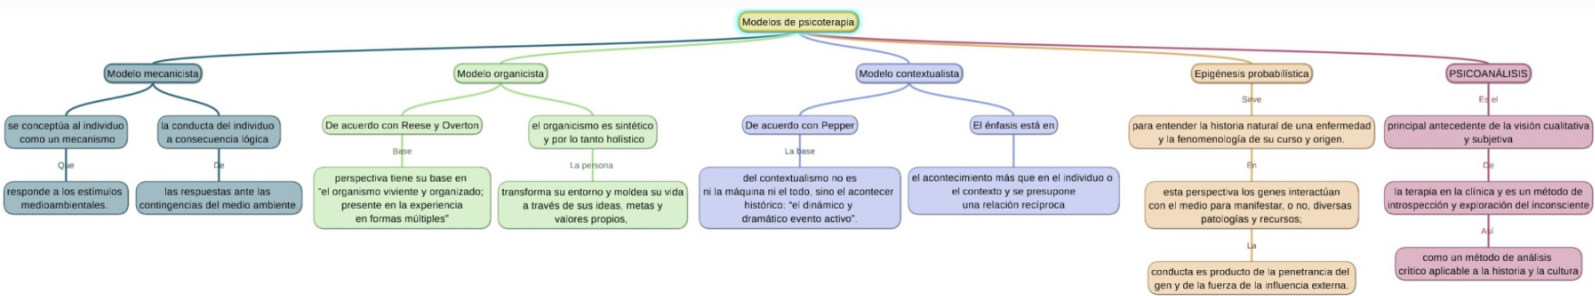 Modelos de psicoterapia
Modelo mecanicista
se conceptúa al individuo
como un mecanismo
Que
responde a los estímulos
medioambientales.
la conducta del individuo
a consecuencia lógica
De
las respuestas ante las
contingencias del medio ambiente.
Modelo organicista
De acuerdo con Reese y Overton
Base
perspectiva tiene su base en
"el organismo viviente y organizado;
presente en la experiencia
en formas múltiples"
el organicismo es sintético
y por lo tanto holístico
La persona
transforma su entorno y moldea su vida
a través de sus ideas, metas y
valores propios,
Modelo contextualista
De acuerdo con Pepper
La base
del contextualismo no es
ni la máquina ni el todo, sino el acontecer
histórico: "el dinámico y
dramático evento activo".
El énfasis está en
el acontecimiento más que en el individuo o
el contexto y se presupone
una relación recíproca
Epigénesis probabilística
Sirve
para entender la historia natural de una enfermedad
y la fenomenología de su curso y origen.
En
esta perspectiva los genes interactúan
con el medio para manifestar, o no, diversas
patologías y recursos;
La
conducta es producto de la penetrancia del
gen y de la fuerza de la influencia externa.
PSICOANÁLISIS
Es el
principal antecedente de la visión cualitativa
y subjetiva
De
la terapia en la clínica y es un método de
introspección y exploración del inconsciente
Así
como un método de análisis
crítico aplicable a la historia y la cultura